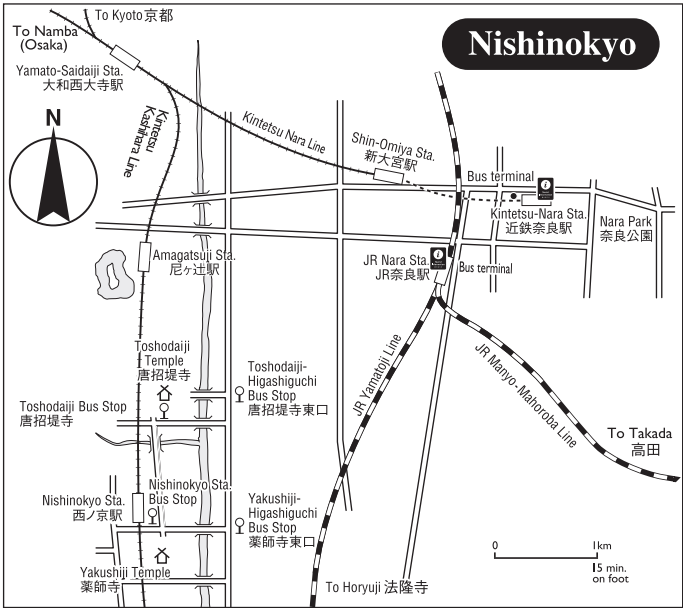 To Kyoto 京都
Nishinokyo
To Namba
(Osaka)
Yamato-Saidaiji Sta.
大和西大寺駅
Kintetsu
Kashihara Line
Kintetsu Nara Line
N
Shin-Omiya Sta.
新大宮駅
Bus terminal
i
Kintetsu-Nara Sta.
近鉄奈良駅
Nara Park
奈良公園
Amagatsuji Sta.
尼ヶ辻駅
JR Nara Sta.
JR奈良駅
i
Bus terminal
Toshodaiji
Temple
唐招堤寺
Toshodaiji-
Higashiguchi
Bus Stop
唐招堤寺東口
JR Yamatoji Line
JR Manyo-Mahoroba Line
Toshodaiji Bus Stop
唐招堤寺
To Takada
高田
Nishinokyo Sta.
Bus Stop
Nishinokyo Sta.
西ノ京駅
Yakushiji-
Higashiguchi
Bus Stop
薬師寺東口
Yakushiji Temple
薬師寺
To Horyuji 法隆寺
0
1km
15 min.
on foot